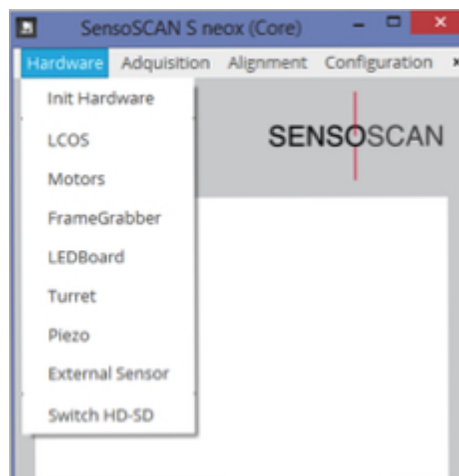 SensoSCAN S neox (Core)
Hardware Adquisition Alignment Configuration
Init Hardware
SENSOSCAN
LCOS
Motors
FrameGrabber
LEDBoard
Turret
Piezo
External Sensor
Switch HD-SD